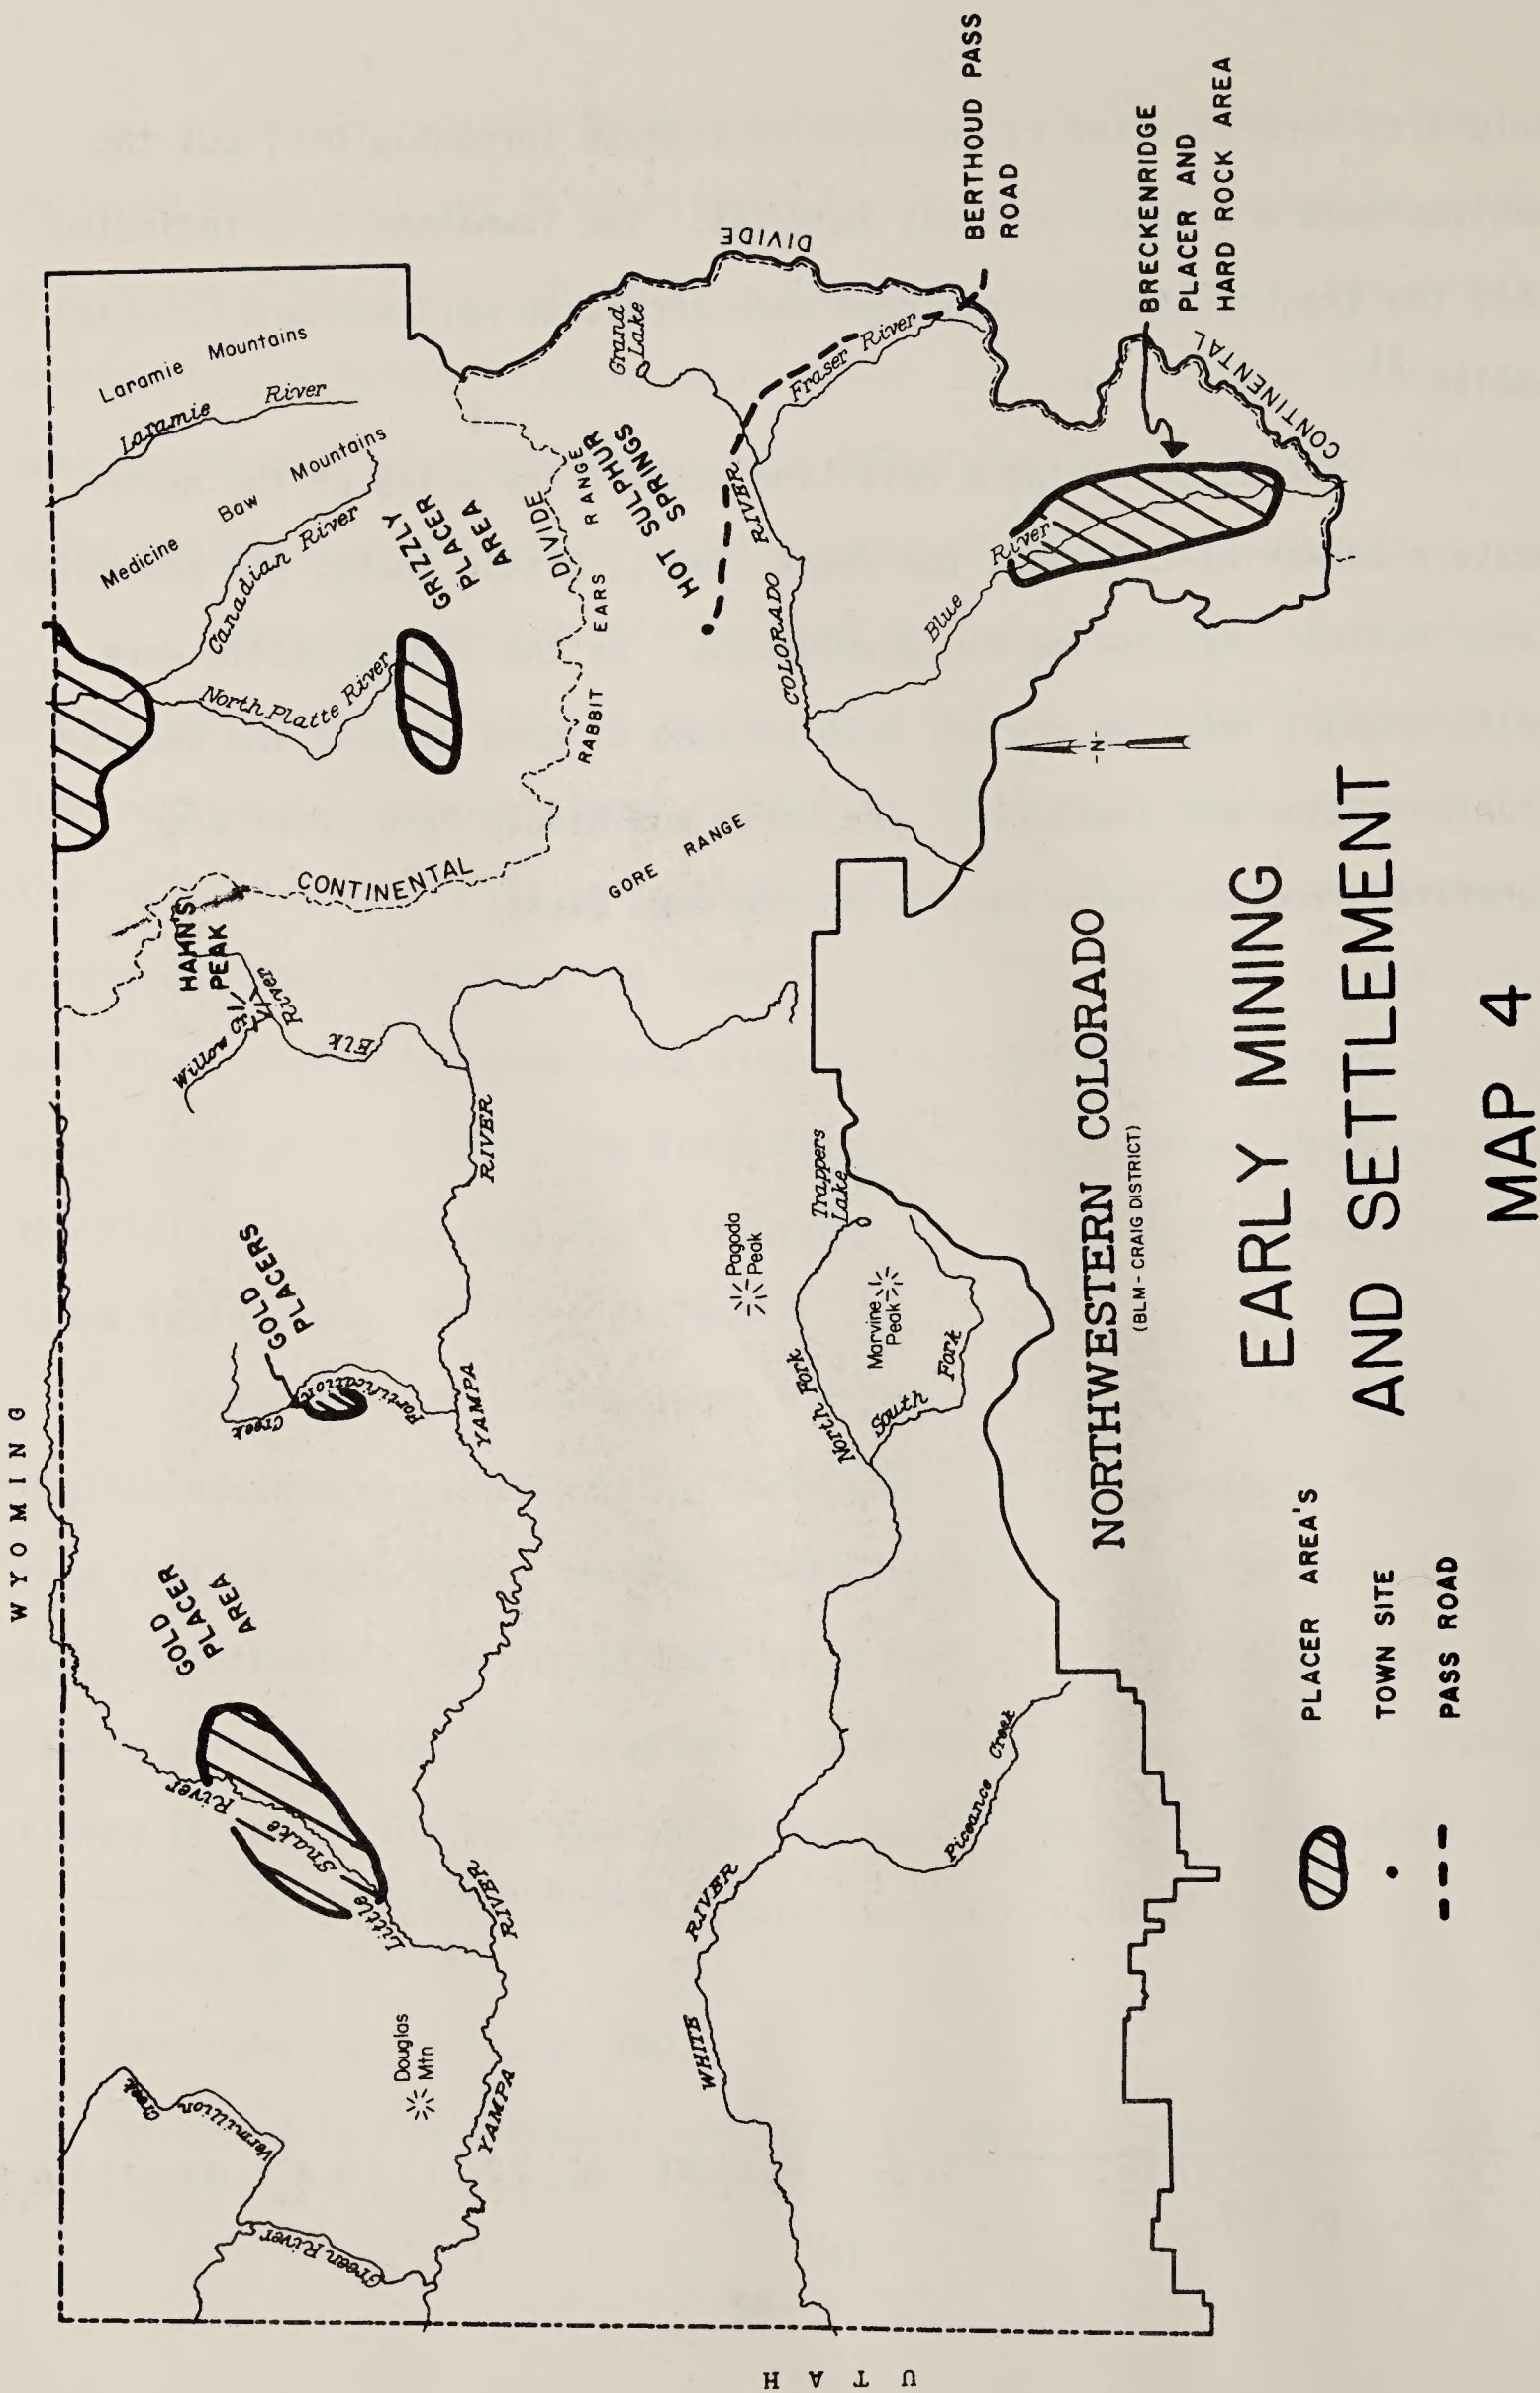 WYOMING
UTAH
Laramie Mountains
Laramie River
Medicine Baw Mountains
Canadian River
North Platte River
GRIZZLY
PLACER
AREA
HAHN'S
PEAK
Willow Cr
Elk River
CONTINENTAL
DIVIDE
RABBIT EARS RANGE
GORE RANGE
HOT SULPHUR
SPRINGS
Grand
Lake
DIVIDE
Fraser River
BERTHOUD PASS
ROAD
COLORADO RIVER
Blue River
BRECKENRIDGE
PLACER AND
HARD ROCK AREA
CONTINENTAL
-N-
GOLD
PLACERS
Fortification
Creek
YAMPA RIVER
GOLD
PLACER
AREA
Little Snake River
Vermillion
Creek
Green River
Douglas
Mtn
YAMPA RIVER
Pagoda
Peak
Trappers
Lake
Marvine
Peak
North Fork
South Fork
WHITE RIVER
Piceance Creek
NORTHWESTERN COLORADO
(BLM-CRAIG DISTRICT)
EARLY MINING
AND SETTLEMENT
MAP 4
PLACER AREA'S
TOWN SITE
PASS ROAD